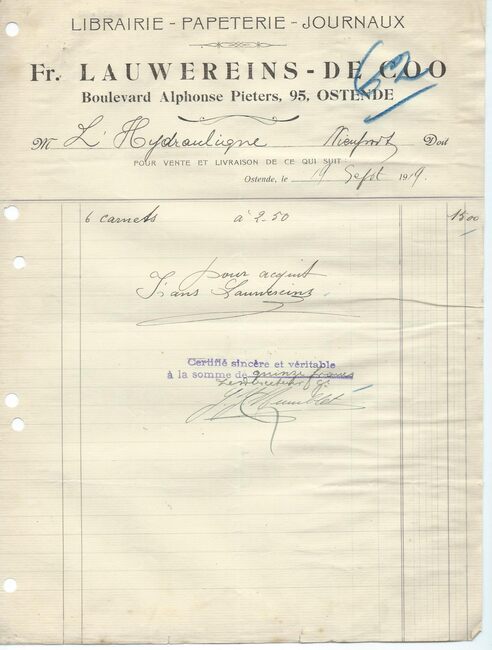 LIBRAIRIE - PAPETERIE - JOURNAUX
Fr. LAUWEREINS - DE COO
Boulevard Alphonse Pieters, 95, OSTENDE
M L'Hydraulique Nieuport Doit
POUR VENTE ET LIVRAISON DE CE QUI SUIT :
Ostende, le 19 Sept 1919.
6 carnets à 2-50 15 00
pour acquit
Frans Lauwereins
Certifié sincère et véritable
à la somme de quinze francs